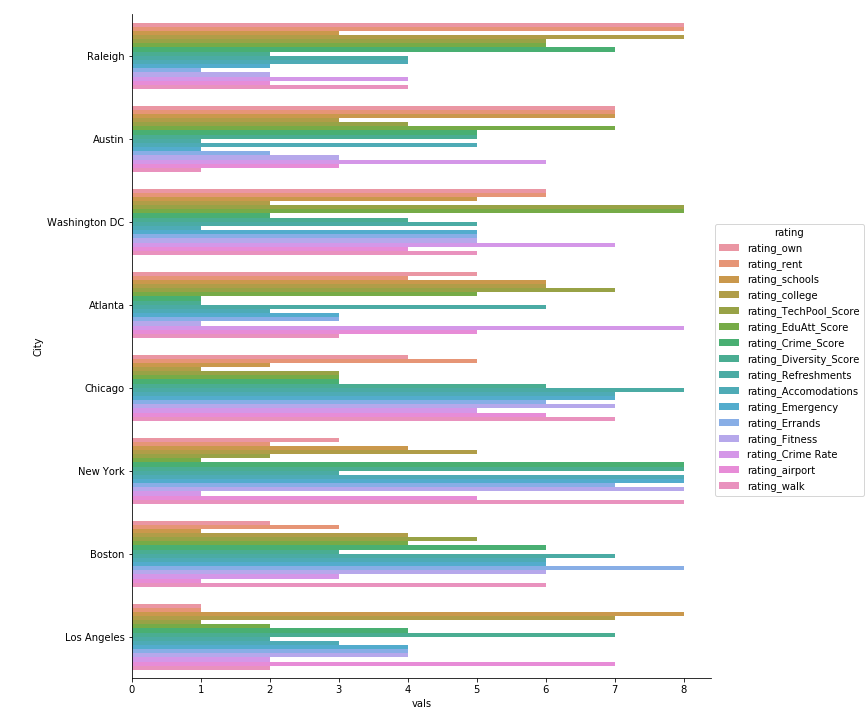 Raleigh
Austin
Washington DC
Atlanta
Chicago
New York
Boston
Los Angeles
City
0 1 2 3 4 5 6 7 8
vals
rating
rating_own
rating_rent
rating_schools
rating_college
rating_TechPool_Score
rating_EduAtt_Score
rating_Crime_Score
rating_Diversity_Score
rating_Refreshments
rating_Accomodations
rating_Emergency
rating_Errands
rating_Fitness
rating_Crime Rate
rating_airport
rating_walk